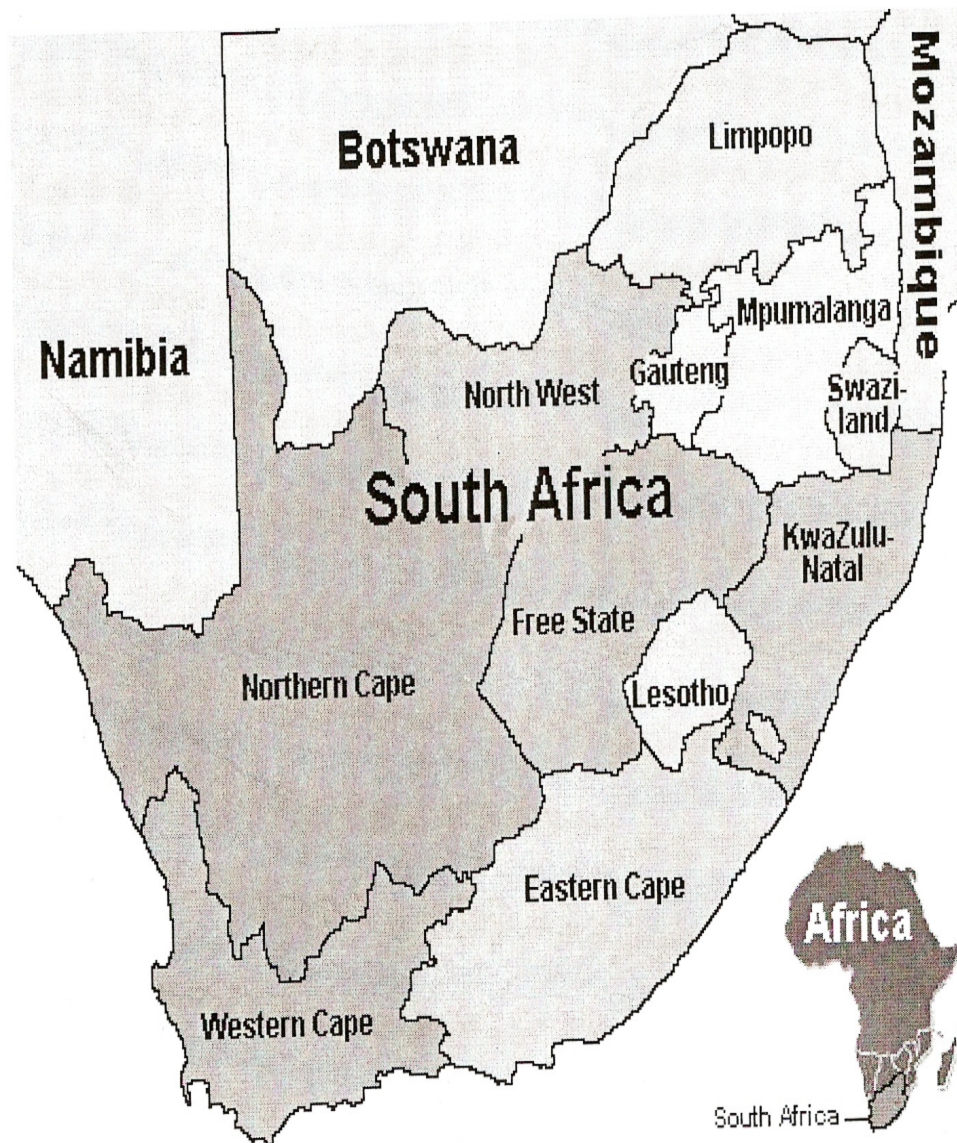 Mozambique
Limpopo
Botswana
Mpumalanga
Namibia
Gauteng
North West
Swazi-
land
South Africa
KwaZulu-
Natal
Free State
Northern Cape
Lesotho
Eastern Cape
Africa
Western Cape
South Africa